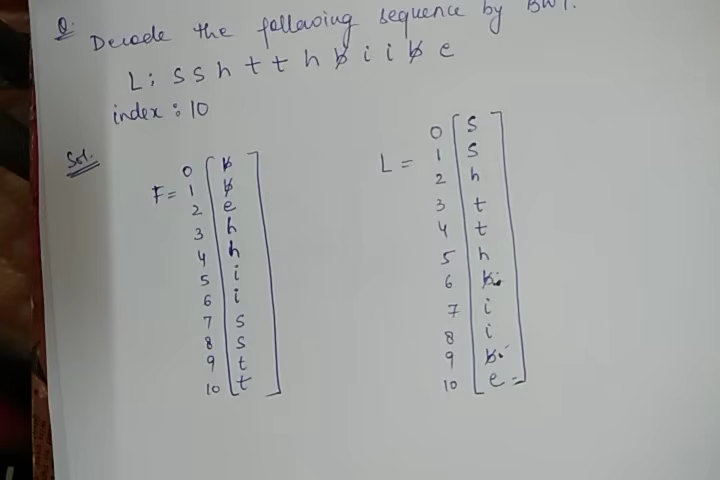 Q. Decode the following sequence by BWT.
L: s s h t t h b̸ i i b̸ e
index : 10
Sol.
F = L =
0 b̸ 0 s
1 b̸ 1 s
2 e 2 h
3 h 3 t
4 h 4 t
5 i 5 h
6 i 6 b̸
7 s 7 i
8 s 8 i
9 t 9 b̸
10 t 10 e